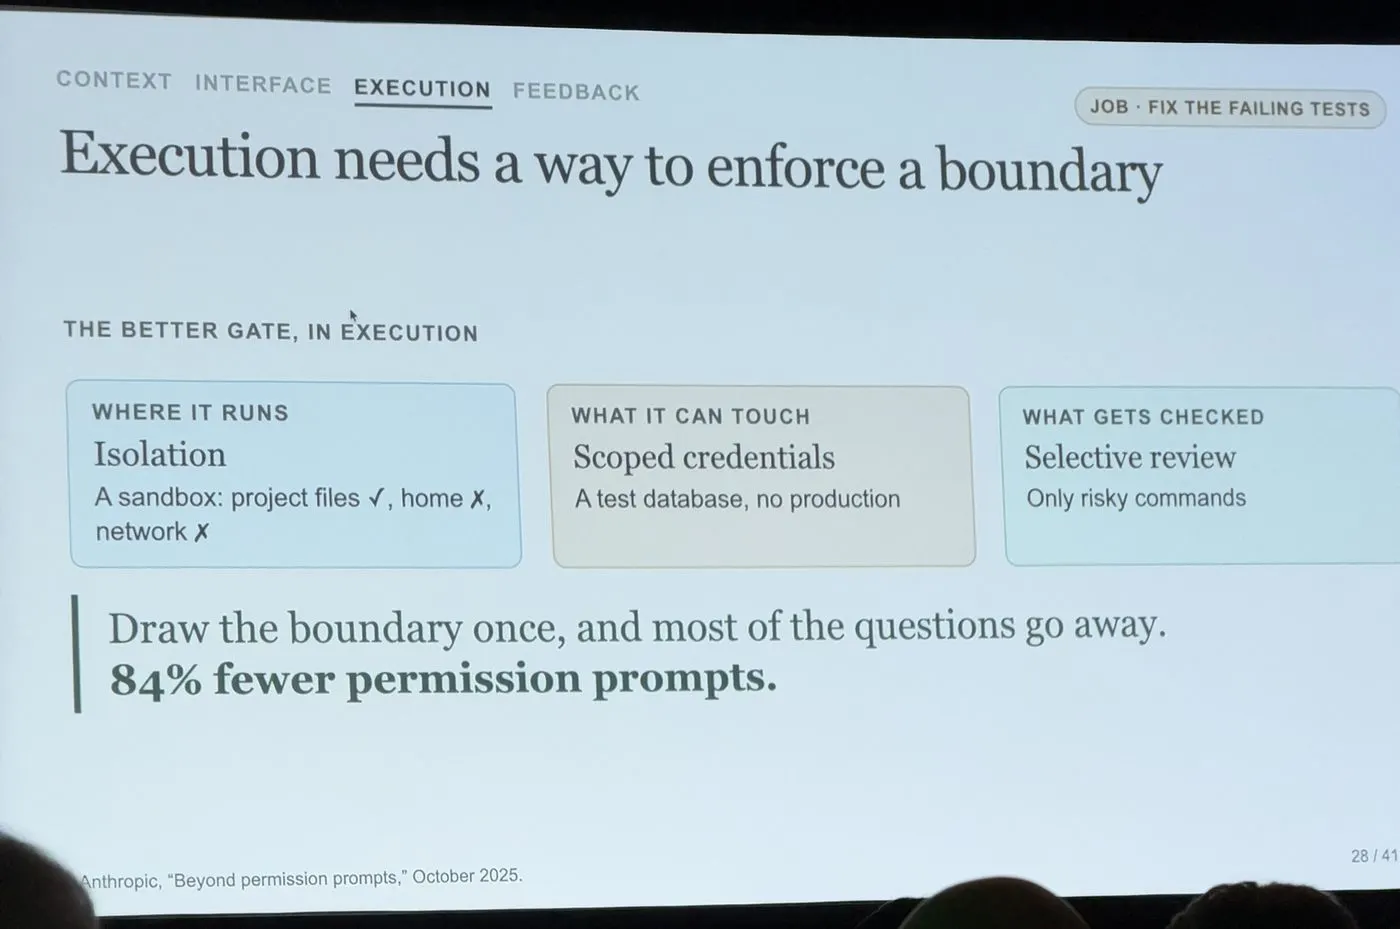 CONTEXT INTERFACE EXECUTION FEEDBACK
JOB · FIX THE FAILING TESTS
Execution needs a way to enforce a boundary
THE BETTER GATE, IN EXECUTION
WHERE IT RUNS
Isolation
A sandbox: project files ✓, home ✗,
network ✗
WHAT IT CAN TOUCH
Scoped credentials
A test database, no production
WHAT GETS CHECKED
Selective review
Only risky commands
Draw the boundary once, and most of the questions go away.
84% fewer permission prompts.
Anthropic, “Beyond permission prompts,” October 2025.
28 / 41